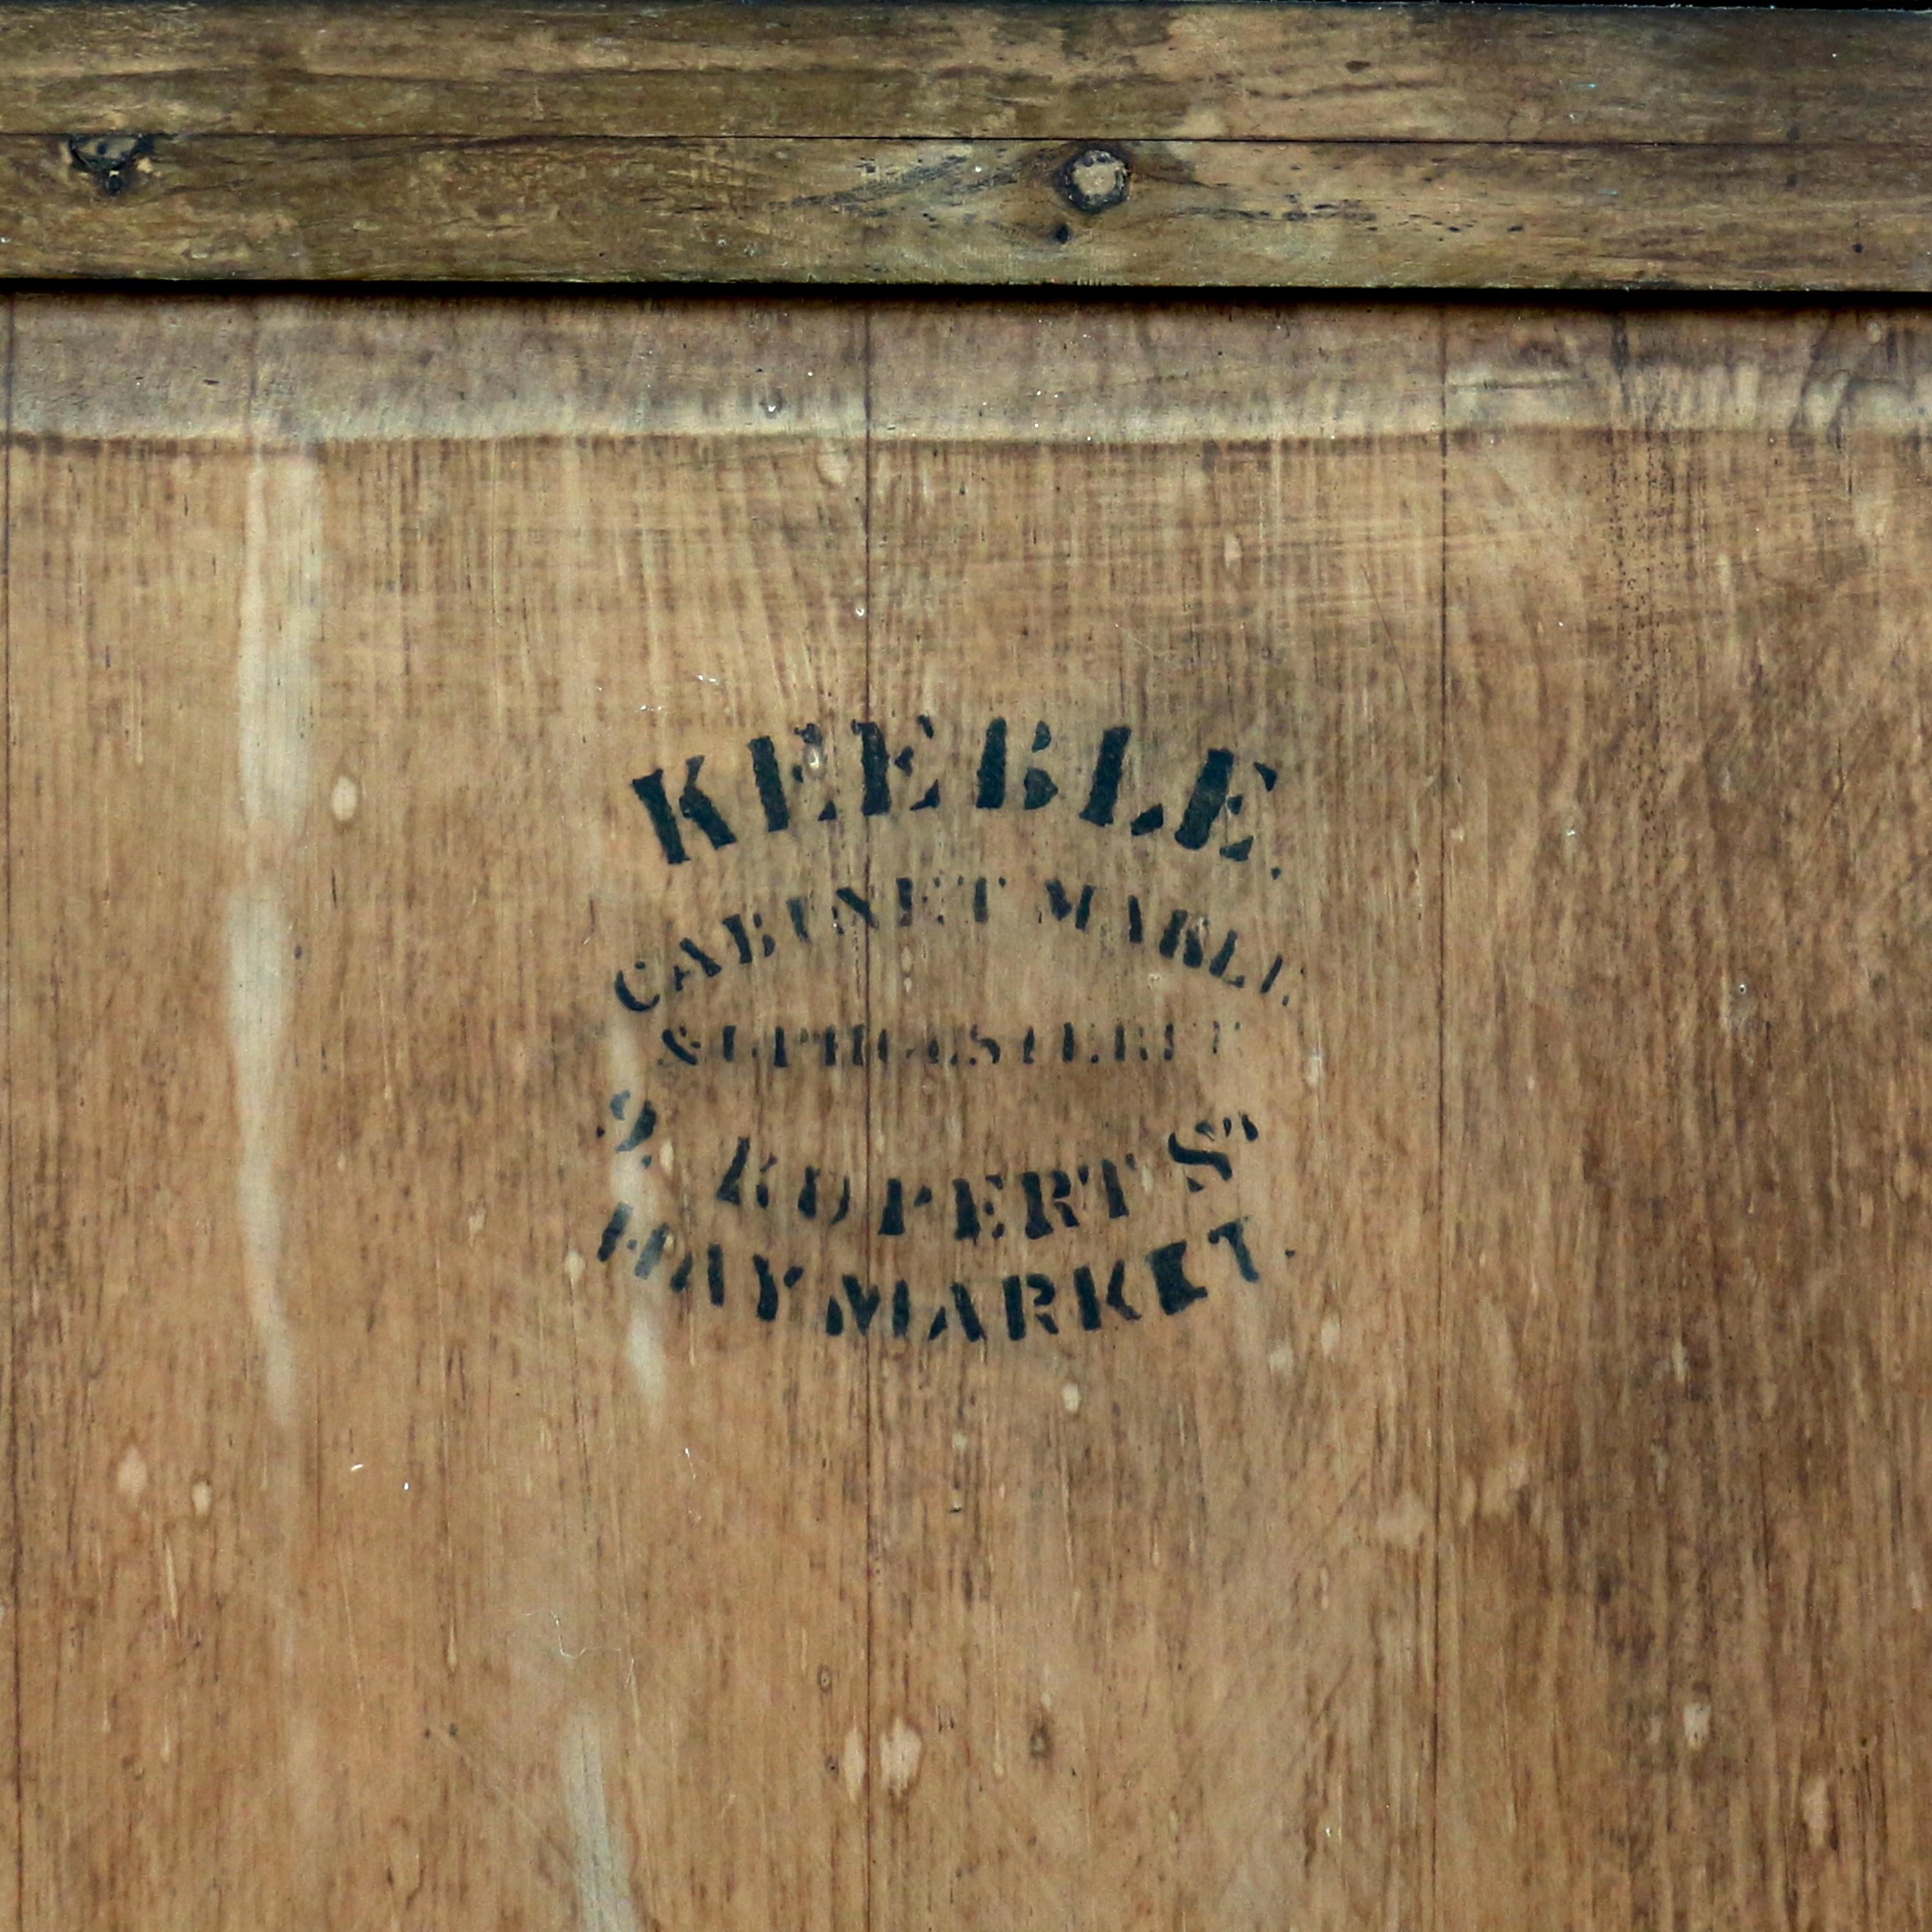 KEEBLE.
CABINET MAKER
& UPHOLSTERER
9. RUPERT ST
HAYMARKET.